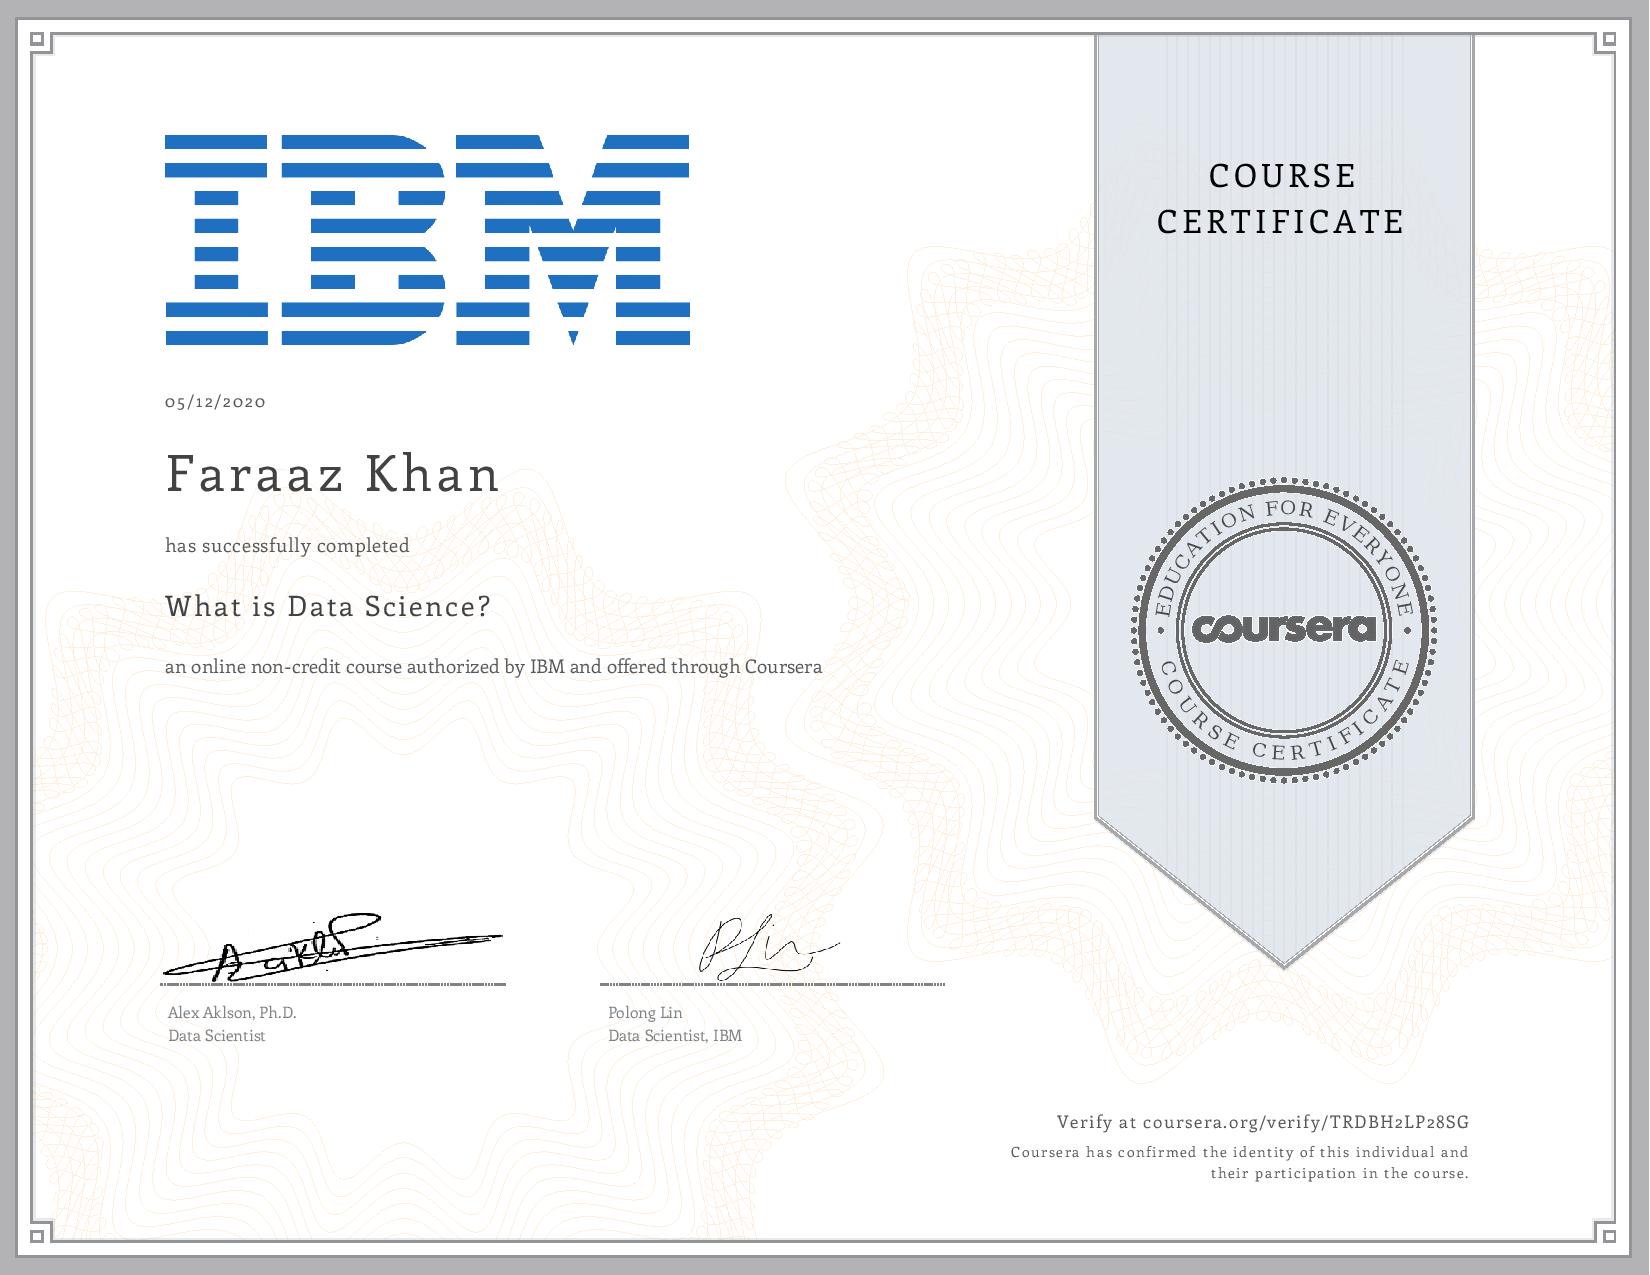 IBM
05/12/2020
Faraaz Khan
has successfully completed
What is Data Science?
an online non-credit course authorized by IBM and offered through Coursera
Alex Aklson, Ph.D.
Data Scientist
Polong Lin
Data Scientist, IBM
COURSE
CERTIFICATE
EDUCATION FOR EVERYONE
coursera
COURSE CERTIFICATE
Verify at coursera.org/verify/TRDBH2LP28SG
Coursera has confirmed the identity of this individual and
their participation in the course.